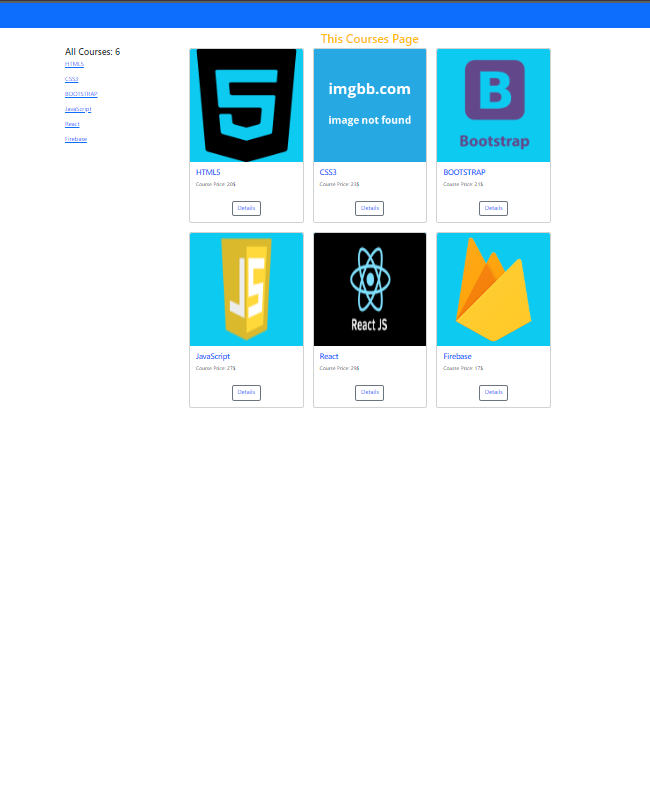 This Courses Page
All Courses: 6
HTML5
CSS3
BOOTSTRAP
JavaScript
React
Firebase
5
HTML5
Course Price: 20$
Details
imgbb.com
image not found
CSS3
Course Price: 23$
Details
B
Bootstrap
BOOTSTRAP
Course Price: 21$
Details
JS
JavaScript
Course Price: 27$
Details
React JS
React
Course Price: 29$
Details
Firebase
Course Price: 17$
Details